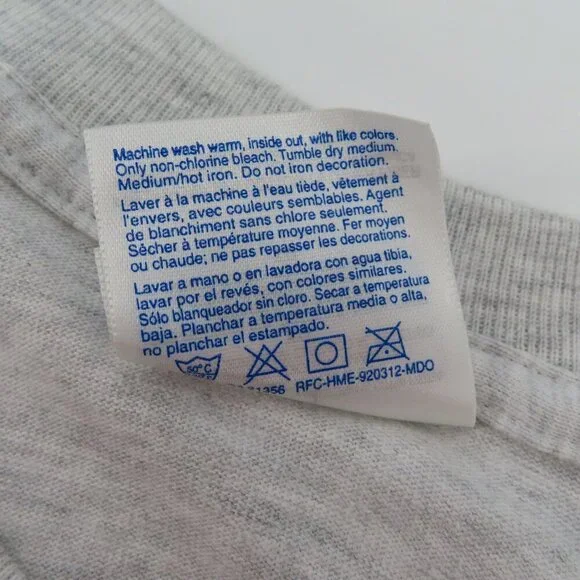 Machine wash warm, inside out, with like colors.
Only non-chlorine bleach. Tumble dry medium.
Medium/hot iron. Do not iron decoration.
Laver à la machine à l'eau tiède, vêtement à
l'envers, avec couleurs semblables. Agent
de blanchiment sans chlore seulement.
Sècher à température moyenne. Fer moyen
ou chaude; ne pas repasser les decorations.
Lavar a mano o en lavadora con agua tibia,
lavar por el revés, con colores similares.
Sólo blanqueador sin cloro. Secar a temperatura
baja. Planchar a temperatura media o alta,
no planchar el estampado.
50°C
RFC-HME-920312-MDO